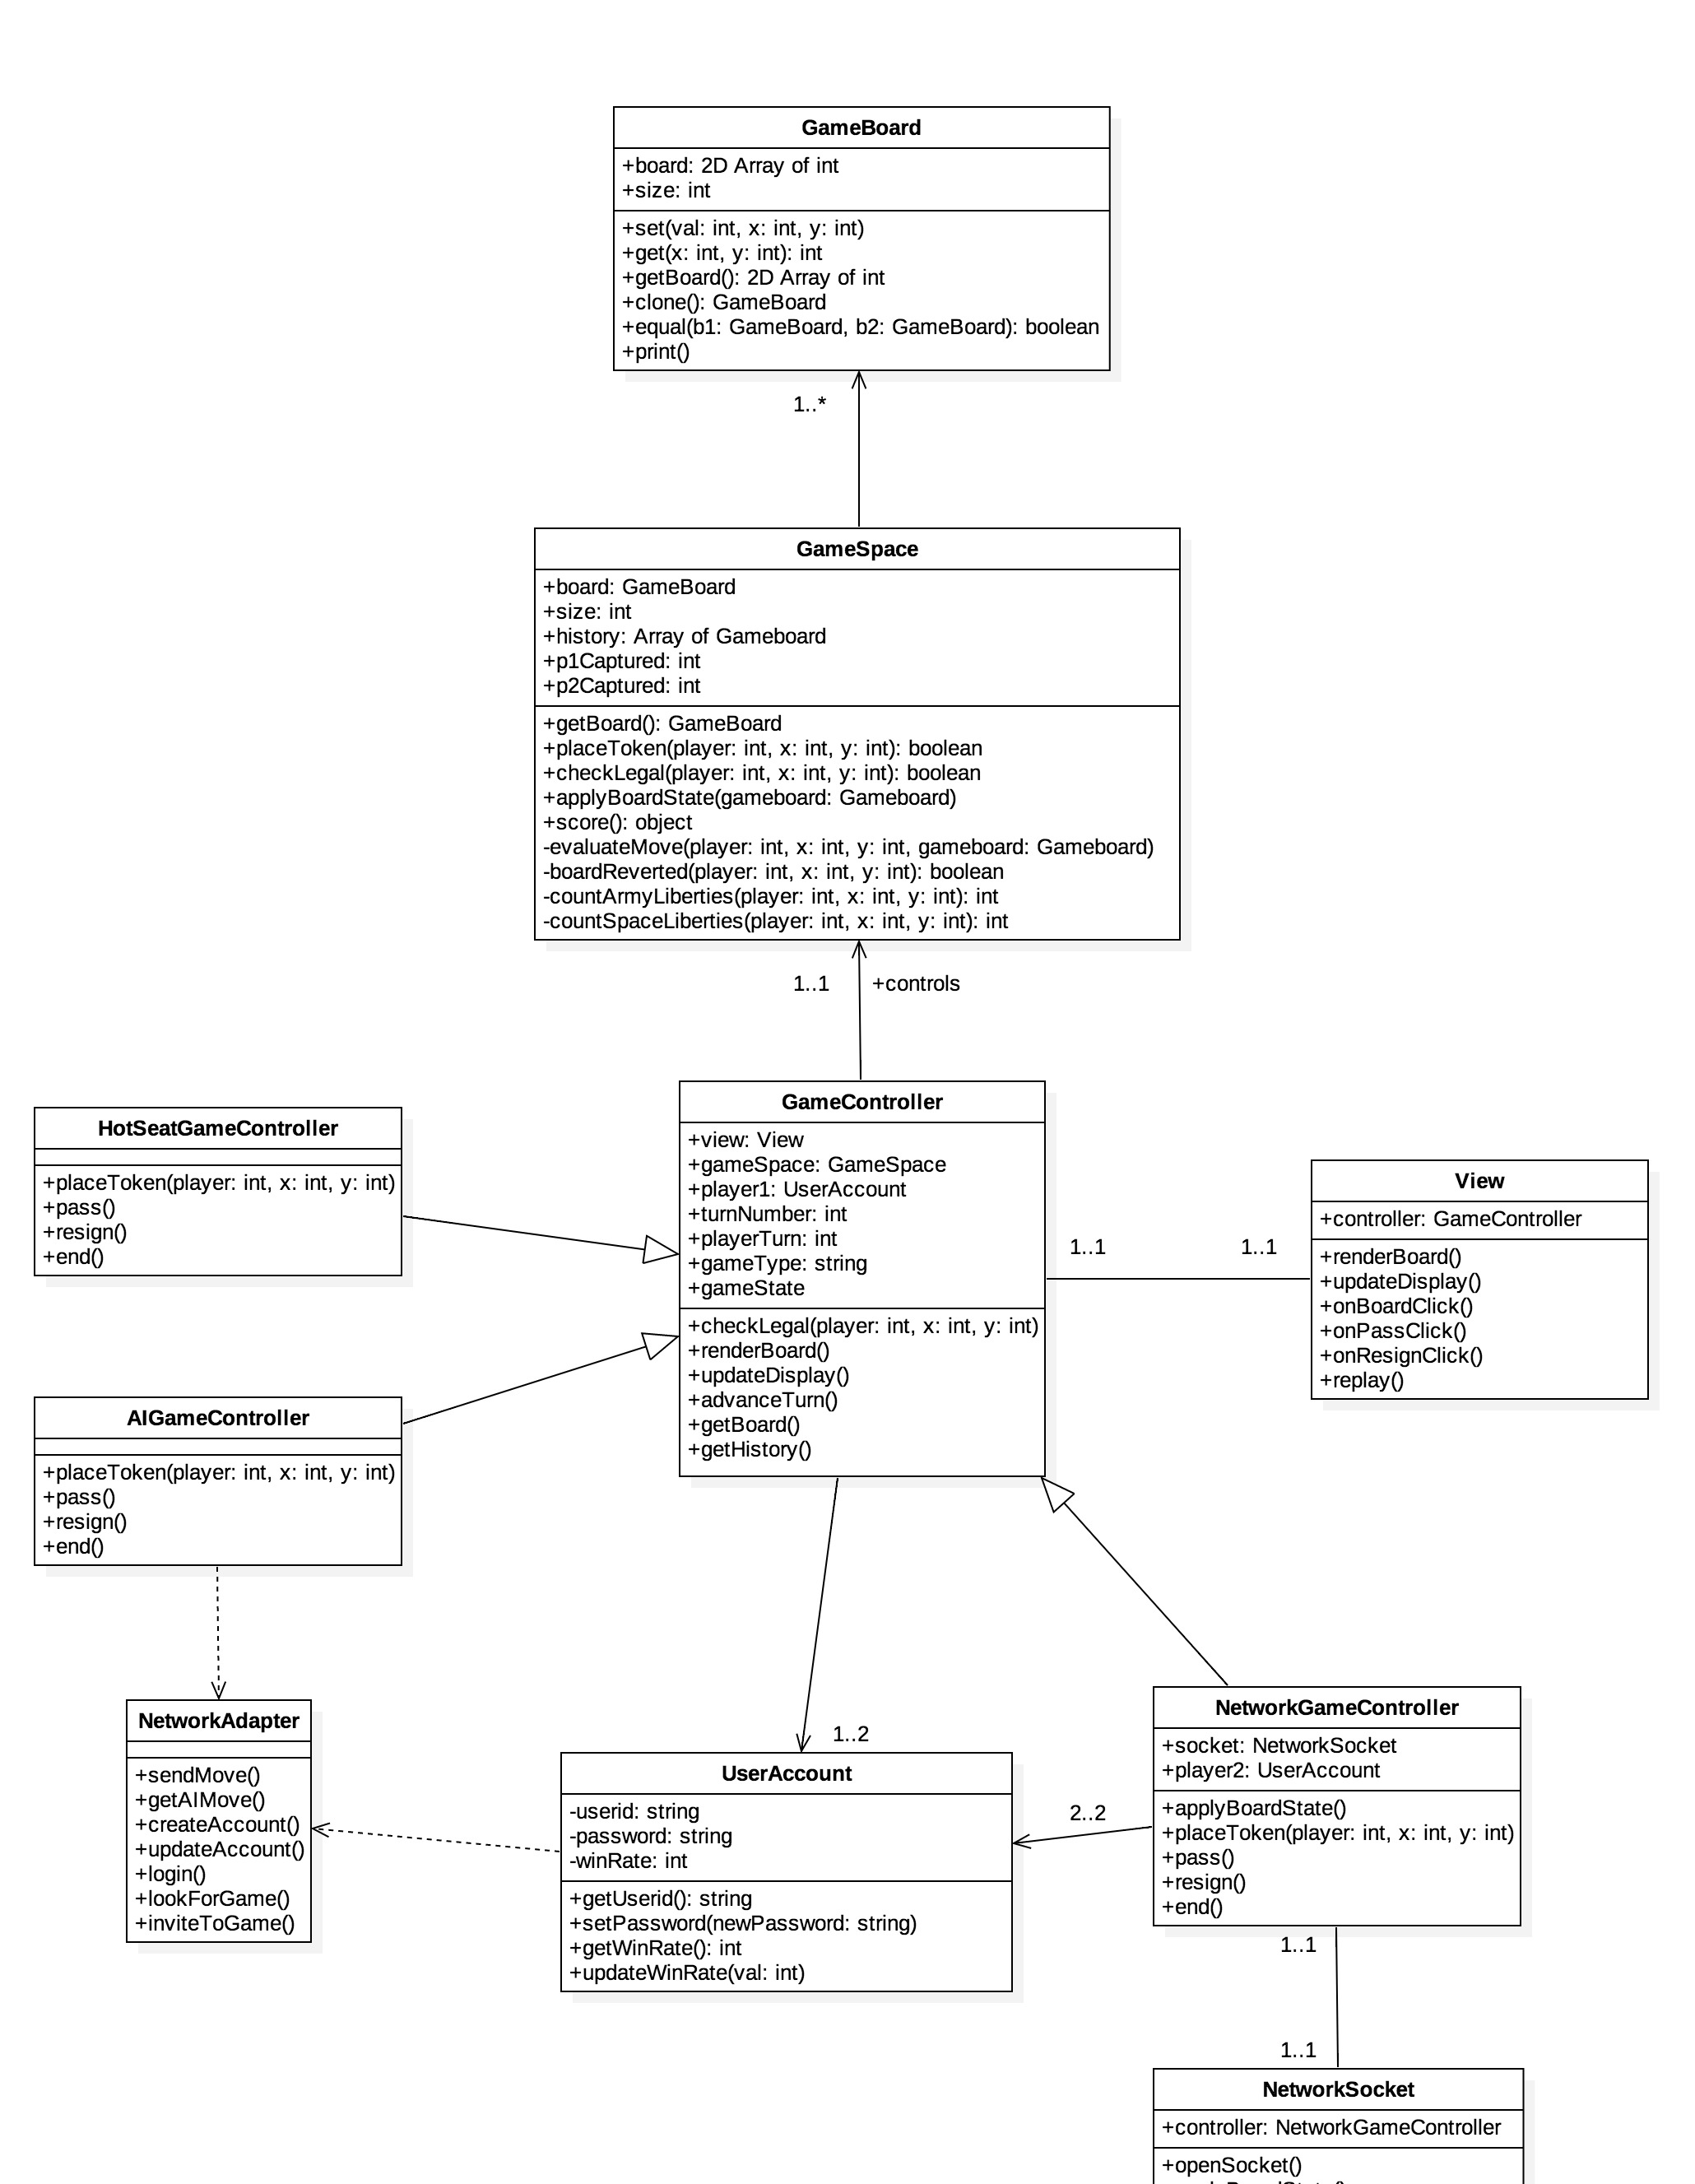 GameBoard
+board: 2D Array of int
+size: int
+set(val: int, x: int, y: int)
+get(x: int, y: int): int
+getBoard(): 2D Array of int
+clone(): GameBoard
+equal(b1: GameBoard, b2: GameBoard): boolean
+print()
1..*
GameSpace
+board: GameBoard
+size: int
+history: Array of Gameboard
+p1Captured: int
+p2Captured: int
+getBoard(): GameBoard
+placeToken(player: int, x: int, y: int): boolean
+checkLegal(player: int, x: int, y: int): boolean
+applyBoardState(gameboard: Gameboard)
+score(): object
-evaluateMove(player: int, x: int, y: int, gameboard: Gameboard)
-boardReverted(player: int, x: int, y: int): boolean
-countArmyLiberties(player: int, x: int, y: int): int
-countSpaceLiberties(player: int, x: int, y: int): int
1..1
+controls
HotSeatGameController
+placeToken(player: int, x: int, y: int)
+pass()
+resign()
+end()
GameController
+view: View
+gameSpace: GameSpace
+player1: UserAccount
+turnNumber: int
+playerTurn: int
+gameType: string
+gameState
+checkLegal(player: int, x: int, y: int)
+renderBoard()
+updateDisplay()
+advanceTurn()
+getBoard()
+getHistory()
1..1
1..1
View
+controller: GameController
+renderBoard()
+updateDisplay()
+onBoardClick()
+onPassClick()
+onResignClick()
+replay()
AIGameController
+placeToken(player: int, x: int, y: int)
+pass()
+resign()
+end()
NetworkAdapter
+sendMove()
+getAIMove()
+createAccount()
+updateAccount()
+login()
+lookForGame()
+inviteToGame()
1..2
UserAccount
-userid: string
-password: string
-winRate: int
+getUserid(): string
+setPassword(newPassword: string)
+getWinRate(): int
+updateWinRate(val: int)
2..2
NetworkGameController
+socket: NetworkSocket
+player2: UserAccount
+applyBoardState()
+placeToken(player: int, x: int, y: int)
+pass()
+resign()
+end()
1..1
1..1
NetworkSocket
+controller: NetworkGameController
+openSocket()